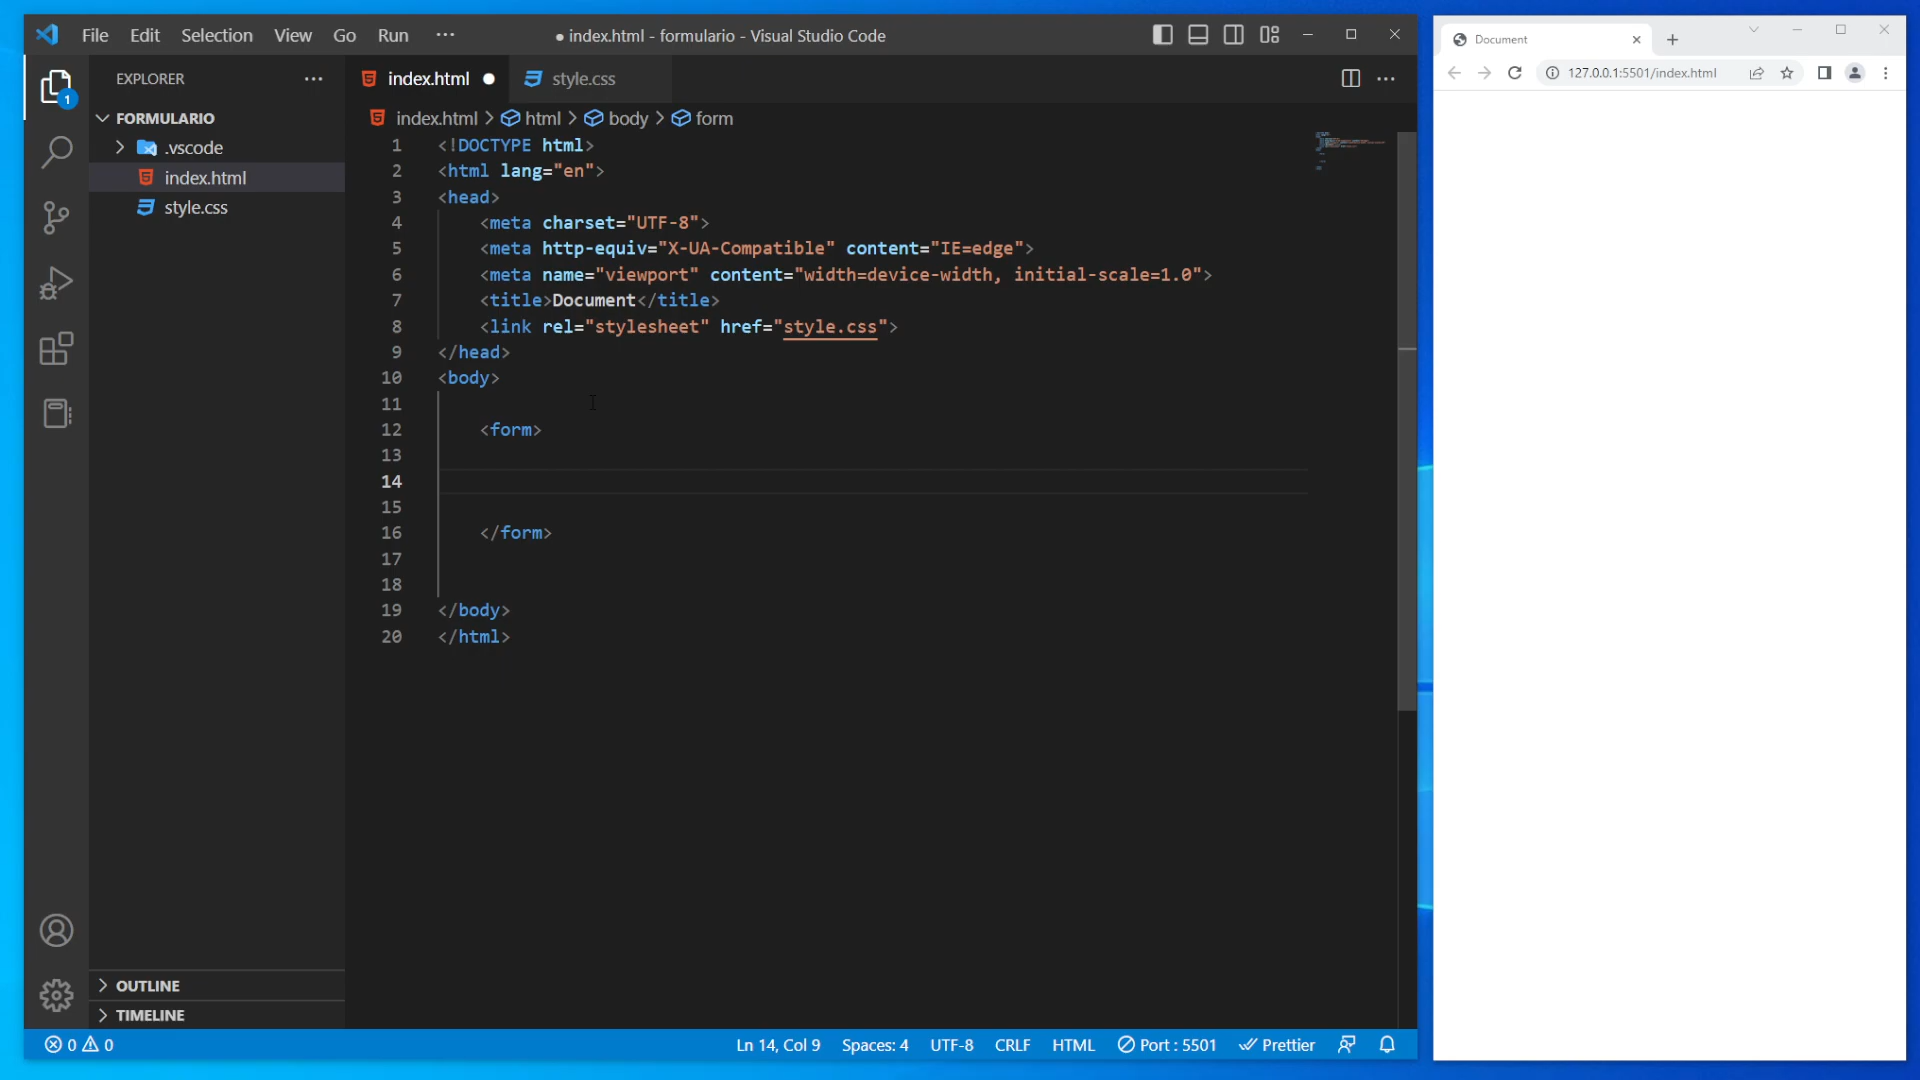 File Edit Selection View Go Run ···
● index.html - formulario - Visual Studio Code
EXPLORER ···
FORMULARIO
.vscode
index.html
style.css
OUTLINE
TIMELINE
1
index.html ●
style.css
index.html > html > body > form
1 <!DOCTYPE html>
2 <html lang="en">
3 <head>
4 <meta charset="UTF-8">
5 <meta http-equiv="X-UA-Compatible" content="IE=edge">
6 <meta name="viewport" content="width=device-width, initial-scale=1.0">
7 <title>Document</title>
8 <link rel="stylesheet" href="style.css">
9 </head>
10 <body>
11
12 <form>
13
14
15
16 </form>
17
18
19 </body>
20 </html>
0 0
Ln 14, Col 9 Spaces: 4 UTF-8 CRLF HTML Port : 5501 Prettier
Document
127.0.0.1:5501/index.html